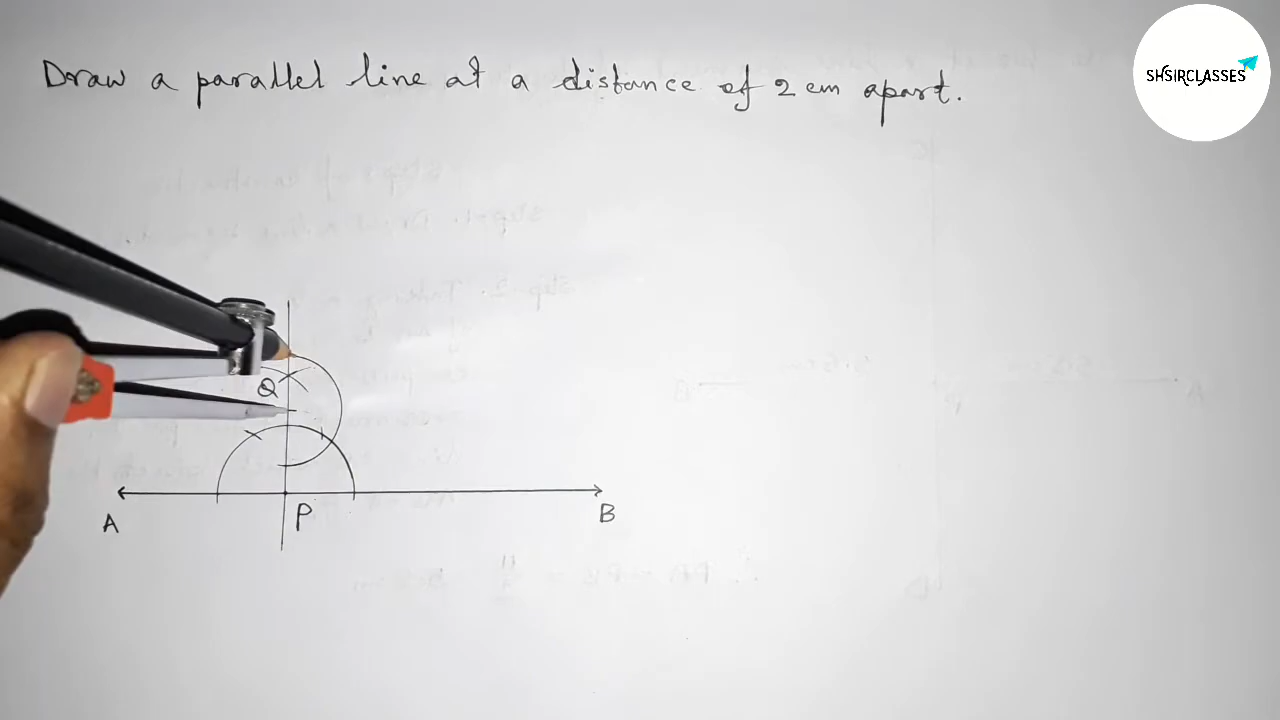 Draw a parallel line at a distance of 2 cm apart.
SHSIRCLASSES
Q
A P B